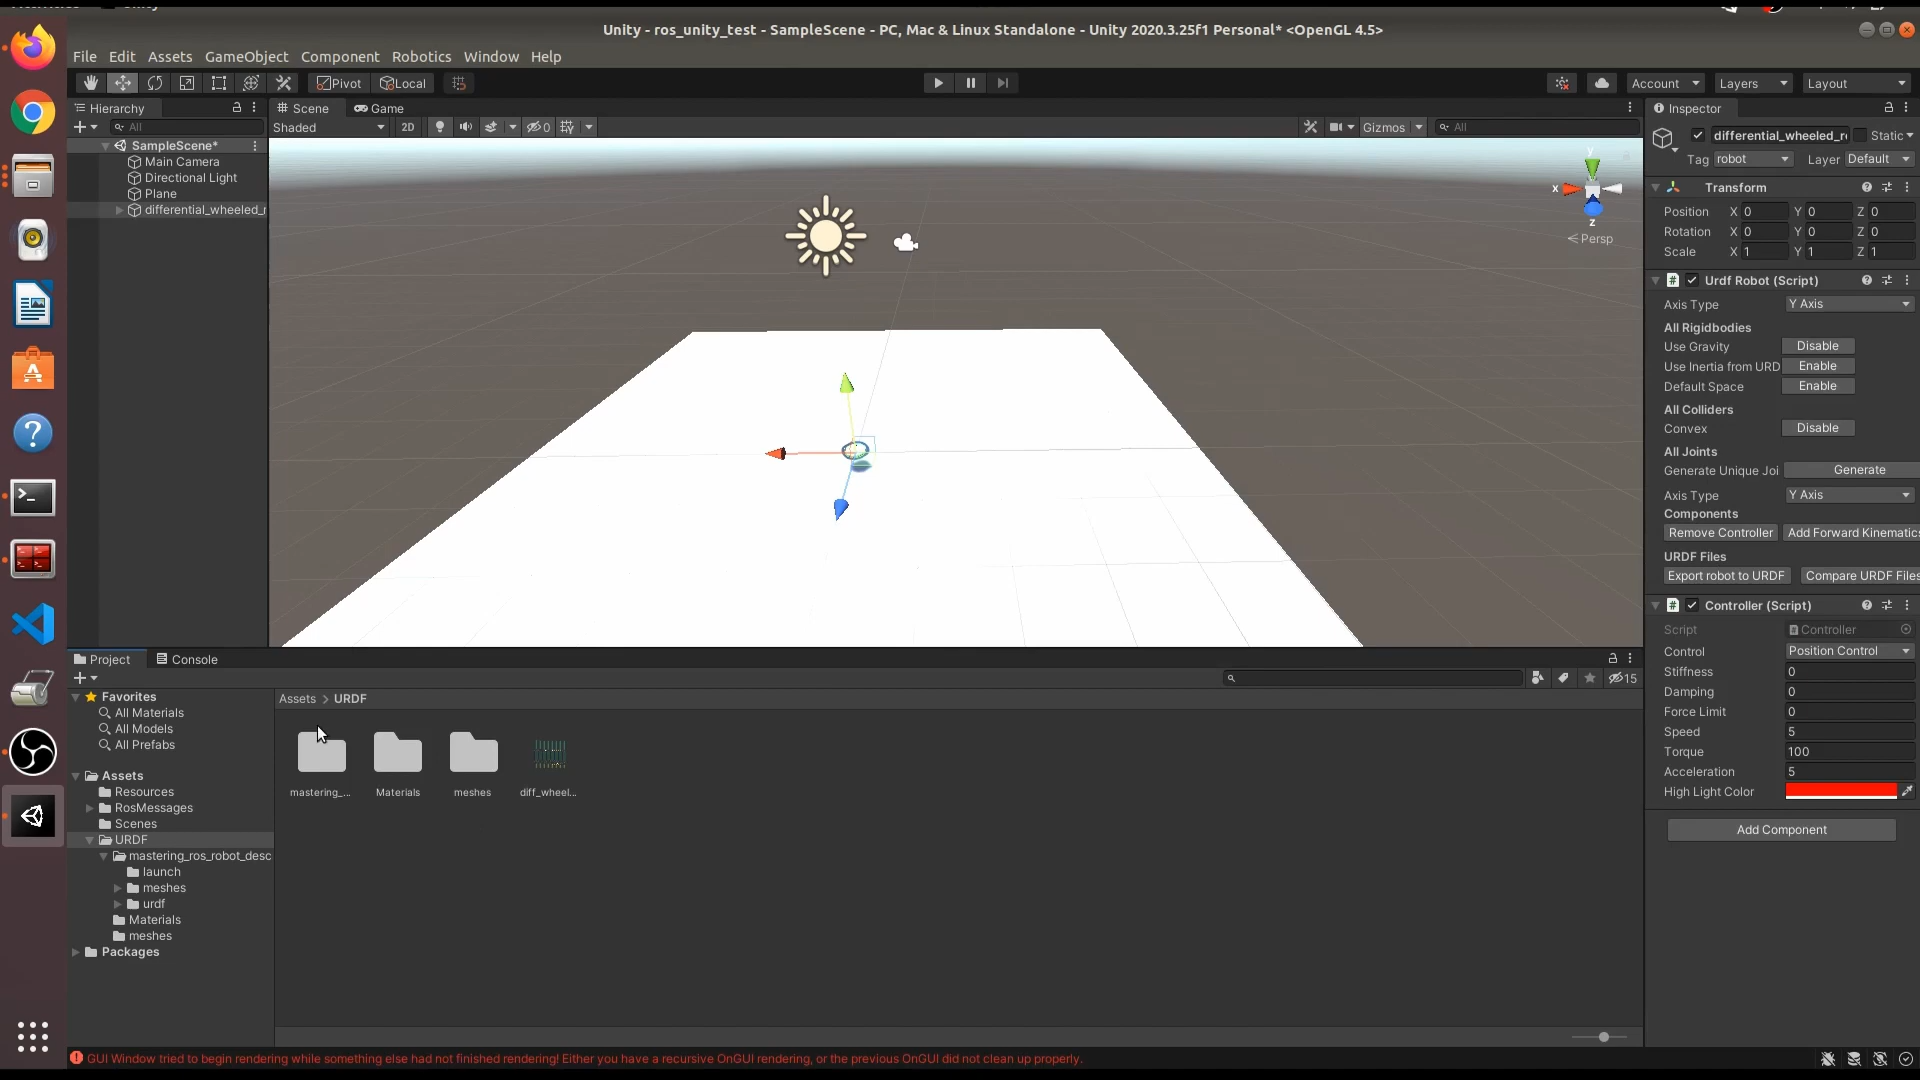 Unity - ros_unity_test - SampleScene - PC, Mac & Linux Standalone - Unity 2020.3.25f1 Personal* <OpenGL 4.5>
File Edit Assets GameObject Component Robotics Window Help
Pivot Local Account Layers Layout
Hierarchy
All
SampleScene*
Main Camera
Directional Light
Plane
differential_wheeled_r
Scene Game
Shaded 2D 0 Gizmos All
y
x
z
Persp
Inspector
differential_wheeled_r Static
Tag robot Layer Default
Transform
Position X 0 Y 0 Z 0
Rotation X 0 Y 0 Z 0
Scale X 1 Y 1 Z 1
# Urdf Robot (Script)
Axis Type Y Axis
All Rigidbodies
Use Gravity Disable
Use Inertia from URD Enable
Default Space Enable
All Colliders
Convex Disable
All Joints
Generate Unique Joi Generate
Axis Type Y Axis
Components
Remove Controller Add Forward Kinematics
URDF Files
Export robot to URDF Compare URDF Files
# Controller (Script)
Script Controller
Control Position Control
Stiffness 0
Damping 0
Force Limit 0
Speed 5
Torque 100
Acceleration 5
High Light Color
Add Component
Project Console
15
Favorites
All Materials
All Models
All Prefabs
Assets
Resources
RosMessages
Scenes
URDF
mastering_ros_robot_desc
launch
meshes
urdf
Materials
meshes
Packages
Assets > URDF
mastering_... Materials meshes diff_wheel...
GUI Window tried to begin rendering while something else had not finished rendering! Either you have a recursive OnGUI rendering, or the previous OnGUI did not clean up properly.